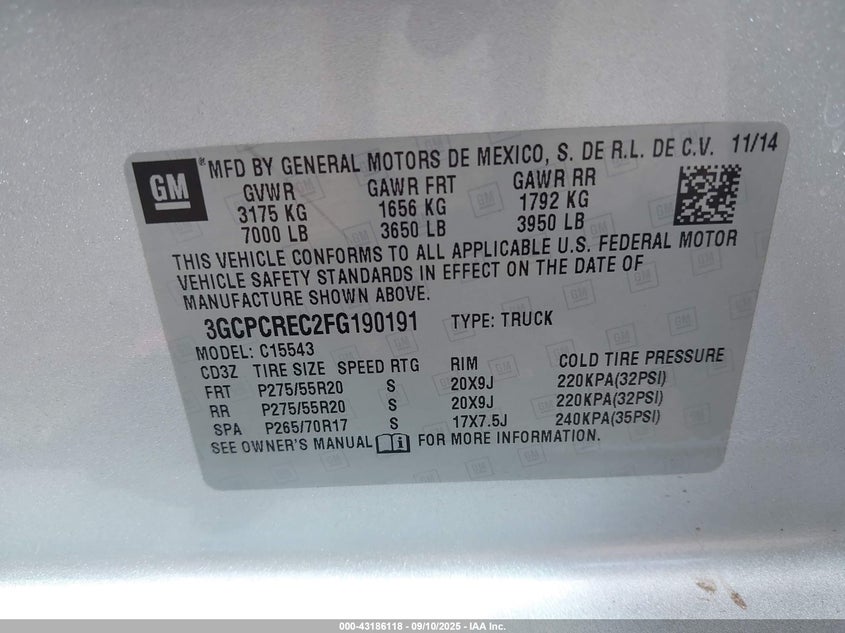 GM ® MFD BY GENERAL MOTORS DE MEXICO, S. DE R.L. DE C.V. 11/14
GVWR GAWR FRT GAWR RR
3175 KG 1656 KG 1792 KG
7000 LB 3650 LB 3950 LB
THIS VEHICLE CONFORMS TO ALL APPLICABLE U.S. FEDERAL MOTOR
VEHICLE SAFETY STANDARDS IN EFFECT ON THE DATE OF
MANUFACTURE SHOWN ABOVE.
3GCPCREC2FG190191 TYPE: TRUCK
MODEL: C15543
CD3Z TIRE SIZE SPEED RTG RIM COLD TIRE PRESSURE
FRT P275/55R20 S 20X9J 220KPA(32PSI)
RR P275/55R20 S 20X9J 220KPA(32PSI)
SPA P265/70R17 S 17X7.5J 240KPA(35PSI)
SEE OWNER'S MANUAL FOR MORE INFORMATION.
000-43186118 - 09/10/2025 - IAA Inc.